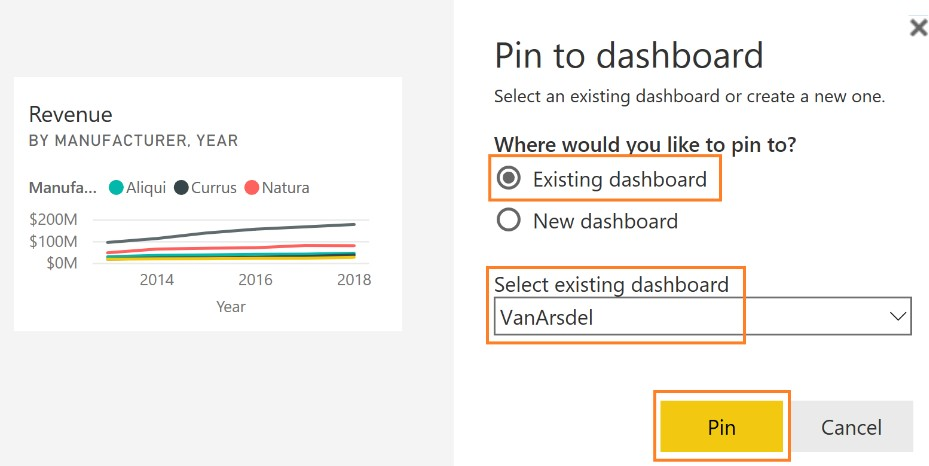 Revenue
BY MANUFACTURER, YEAR
Manufa... Aliqui Currus Natura
$200M
$100M
$0M
2014 2016 2018
Year
Pin to dashboard
Select an existing dashboard or create a new one.
Where would you like to pin to?
Existing dashboard
New dashboard
Select existing dashboard
VanArsdel
Pin Cancel